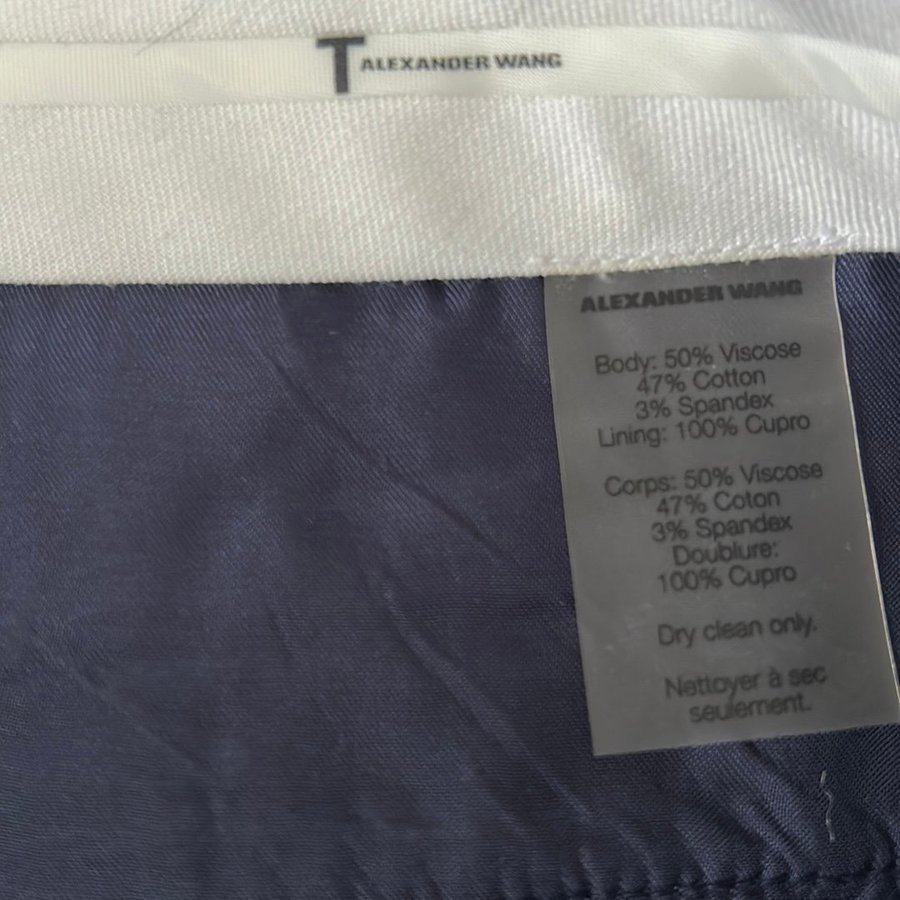 T ALEXANDER WANG
ALEXANDER WANG
Body: 50% Viscose
47% Cotton
3% Spandex
Lining: 100% Cupro
Corps: 50% Viscose
47% Coton
3% Spandex
Doublure:
100% Cupro
Dry clean only.
Nettoyer à sec
seulement.